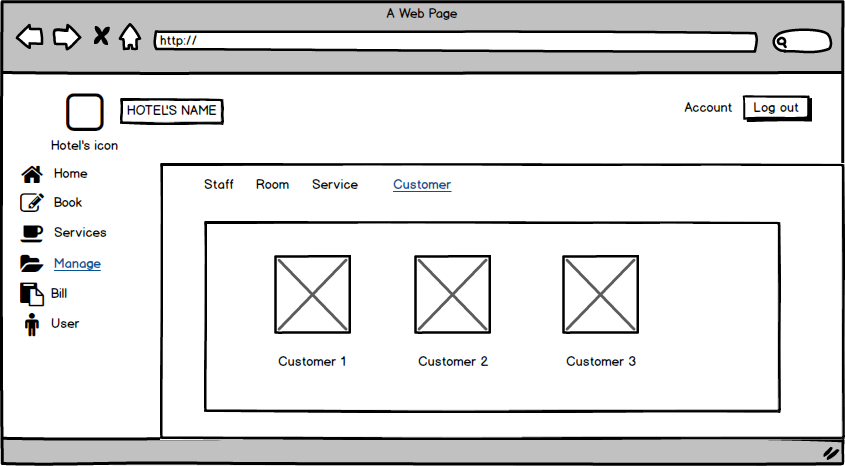 A Web Page
http://
HOTEL'S NAME
Account
Log out
Hotel's icon
Home
Book
Services
Manage
Bill
User
Staff Room Service Customer
Customer 1 Customer 2 Customer 3